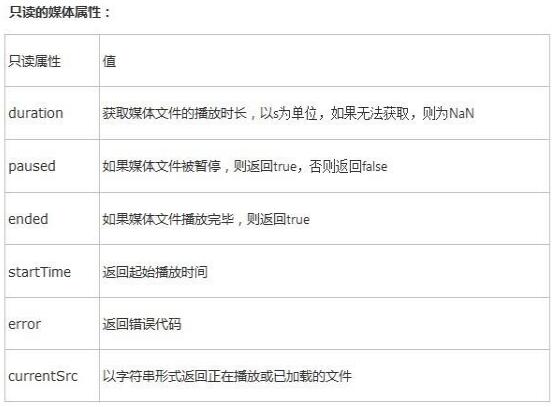 只读的媒体属性：
只读属性 值
duration 获取媒体文件的播放时长，以s为单位，如果无法获取，则为NaN
paused 如果媒体文件被暂停，则返回true，否则返回false
ended 如果媒体文件播放完毕，则返回true
startTime 返回起始播放时间
error 返回错误代码
currentSrc 以字符串形式返回正在播放或已加载的文件